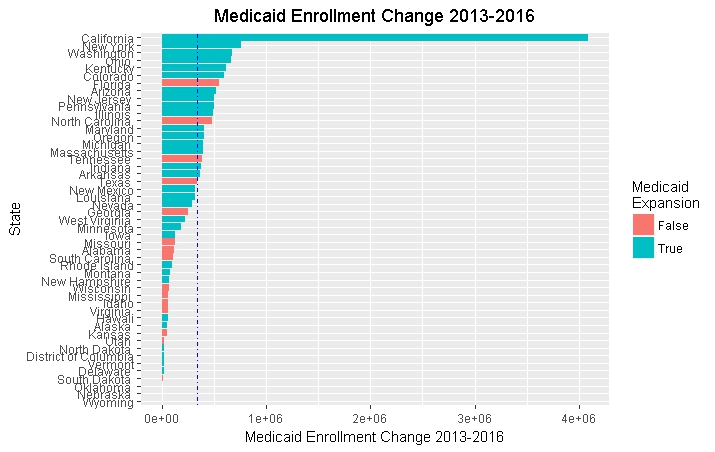 Medicaid Enrollment Change 2013-2016
California
New York
Washington
Ohio
Kentucky
Colorado
Florida
Arizona
New Jersey
Pennsylvania
Illinois
North Carolina
Maryland
Oregon
Michigan
Massachusetts
Tennessee
Indiana
Arkansas
Texas
New Mexico
Louisiana
Nevada
Georgia
West Virginia
Minnesota
Iowa
Missouri
Alabama
South Carolina
Rhode Island
Montana
New Hampshire
Wisconsin
Mississippi
Idaho
Virginia
Hawaii
Alaska
Kansas
Utah
North Dakota
District of Columbia
Vermont
Delaware
South Dakota
Oklahoma
Nebraska
Wyoming
State
0e+00 1e+06 2e+06 3e+06 4e+06
Medicaid Enrollment Change 2013-2016
Medicaid
Expansion
False
True